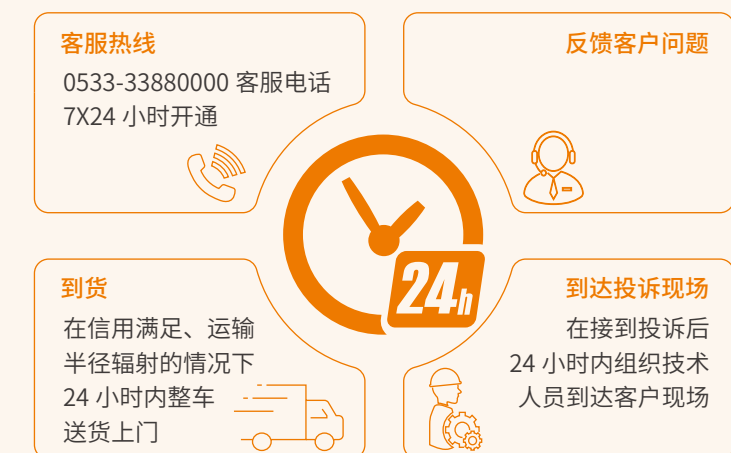 客服热线
0533-33880000 客服电话
7X24 小时开通
反馈客户问题
24h
到货
在信用满足、运输
半径辐射的情况下
24 小时内整车
送货上门
到达投诉现场
在接到投诉后
24 小时内组织技术
人员到达客户现场